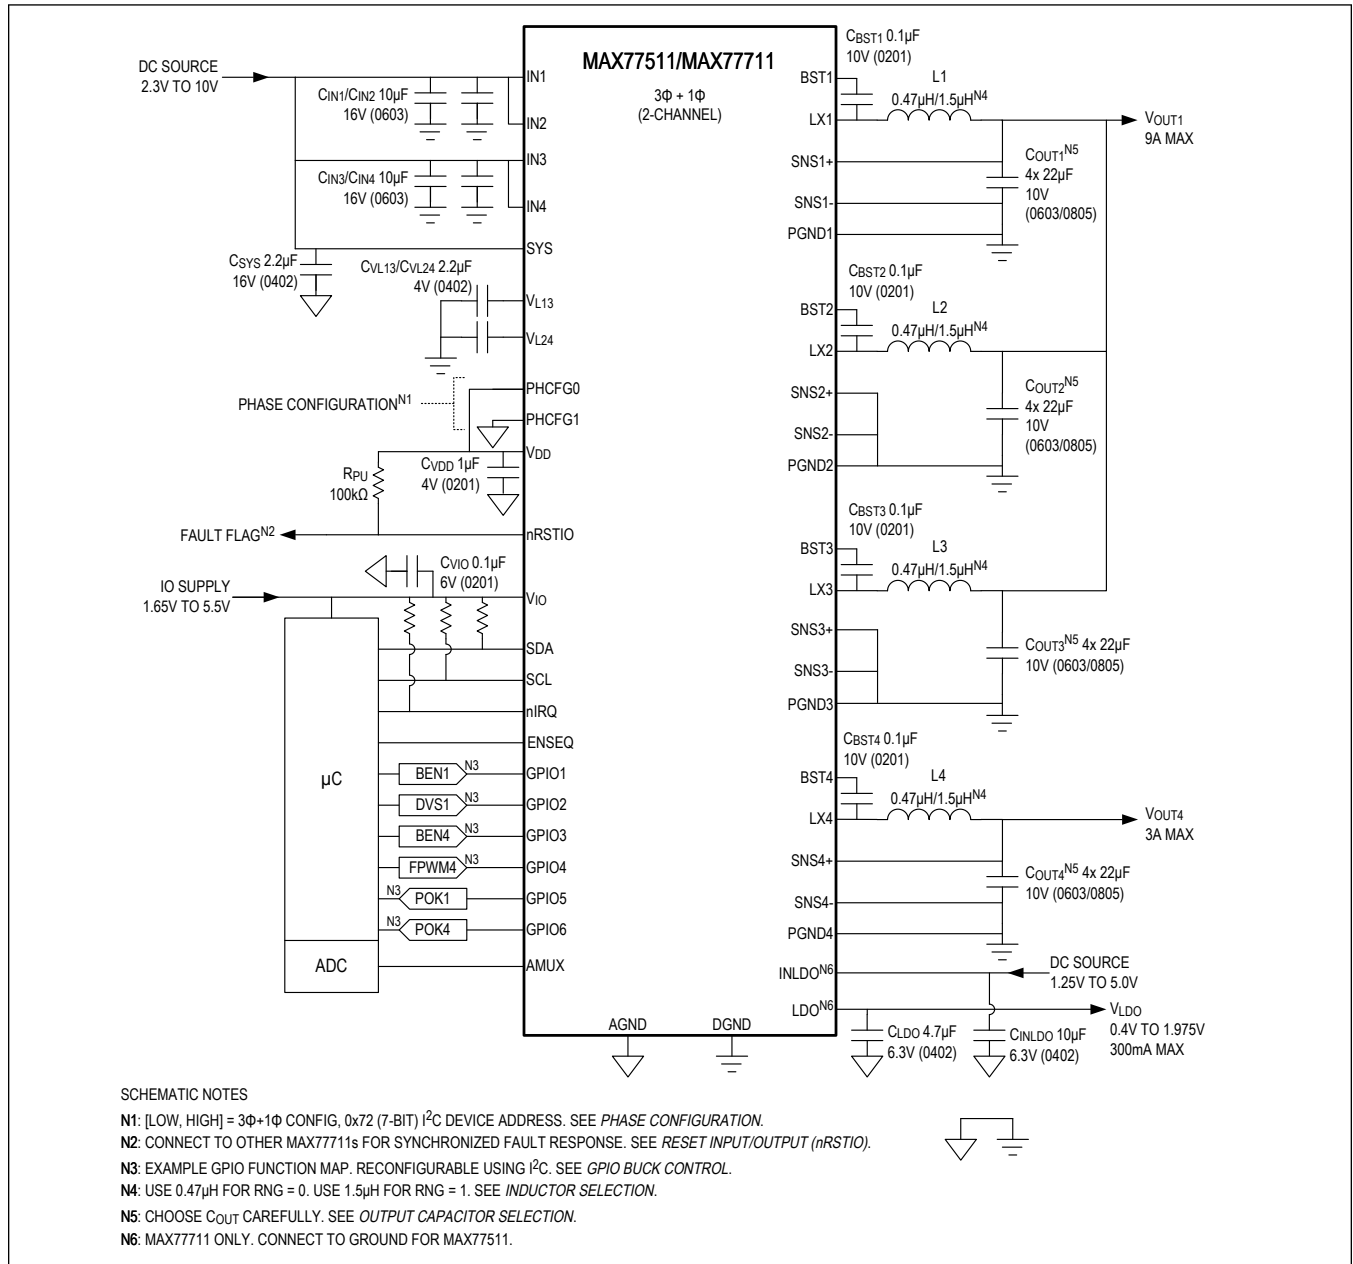 MAX77511/MAX77711
3Φ + 1Φ
(2-CHANNEL)
DC SOURCE
2.3V TO 10V
CIN1/CIN2 10µF
16V (0603)
CIN3/CIN4 10µF
16V (0603)
CSYS 2.2µF
16V (0402)
CVL13/CVL24 2.2µF
4V (0402)
PHASE CONFIGURATIONN1
RPU
100kΩ
CVDD 1µF
4V (0201)
FAULT FLAGN2
CVIO 0.1µF
6V (0201)
IO SUPPLY
1.65V TO 5.5V
µC
ADC
BEN1 N3
DVS1 N3
BEN4 N3
FPWM4 N3
N3 POK1
N3 POK4
IN1
IN2
IN3
IN4
SYS
VL13
VL24
PHCFG0
PHCFG1
VDD
nRSTIO
VIO
SDA
SCL
nIRQ
ENSEQ
GPIO1
GPIO2
GPIO3
GPIO4
GPIO5
GPIO6
AMUX
AGND
DGND
BST1
LX1
SNS1+
SNS1-
PGND1
BST2
LX2
SNS2+
SNS2-
PGND2
BST3
LX3
SNS3+
SNS3-
PGND3
BST4
LX4
SNS4+
SNS4-
PGND4
INLDON6
LDON6
CBST1 0.1µF
10V (0201)
L1
0.47µH/1.5µHN4
VOUT1
9A MAX
COUT1N5
4x 22µF
10V
(0603/0805)
CBST2 0.1µF
10V (0201)
L2
0.47µH/1.5µHN4
COUT2N5
4x 22µF
10V
(0603/0805)
CBST3 0.1µF
10V (0201)
L3
0.47µH/1.5µHN4
COUT3N5 4x 22µF
10V (0603/0805)
CBST4 0.1µF
10V (0201)
L4
0.47µH/1.5µHN4
VOUT4
3A MAX
COUT4N5 4x 22µF
10V (0603/0805)
DC SOURCE
1.25V TO 5.0V
VLDO
0.4V TO 1.975V
300mA MAX
CLDO 4.7µF
6.3V (0402)
CINLDO 10µF
6.3V (0402)
SCHEMATIC NOTES
N1: [LOW, HIGH] = 3Φ+1Φ CONFIG, 0x72 (7-BIT) I2C DEVICE ADDRESS. SEE PHASE CONFIGURATION.
N2: CONNECT TO OTHER MAX77711s FOR SYNCHRONIZED FAULT RESPONSE. SEE RESET INPUT/OUTPUT (nRSTIO).
N3: EXAMPLE GPIO FUNCTION MAP. RECONFIGURABLE USING I2C. SEE GPIO BUCK CONTROL.
N4: USE 0.47µH FOR RNG = 0. USE 1.5µH FOR RNG = 1. SEE INDUCTOR SELECTION.
N5: CHOOSE COUT CAREFULLY. SEE OUTPUT CAPACITOR SELECTION.
N6: MAX77711 ONLY. CONNECT TO GROUND FOR MAX77511.